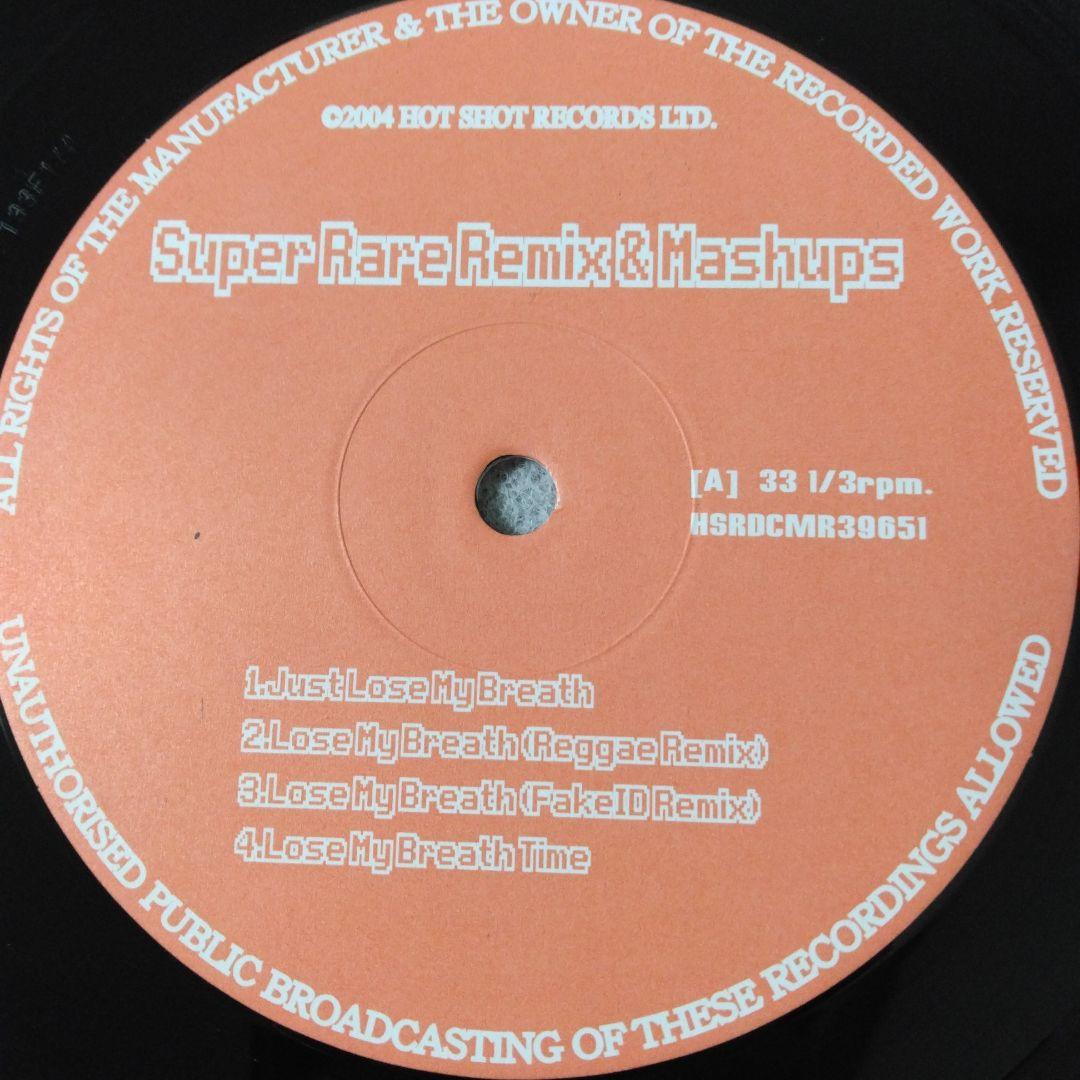 ALL RIGHTS OF THE MANUFACTURER & THE OWNER OF THE RECORDED WORK RESERVED
©2004 HOT SHOT RECORDS LTD.
Super Rare Remix & Mashups
[A] 33 1/3rpm.
HSRDCMR39651
1.Just Lose My Breath
2.Lose My Breath (Reggae Remix)
3.Lose My Breath (FakeID Remix)
4.Lose My Breath Time
UNAUTHORISED PUBLIC BROADCASTING OF THESE RECORDINGS ALLOWED